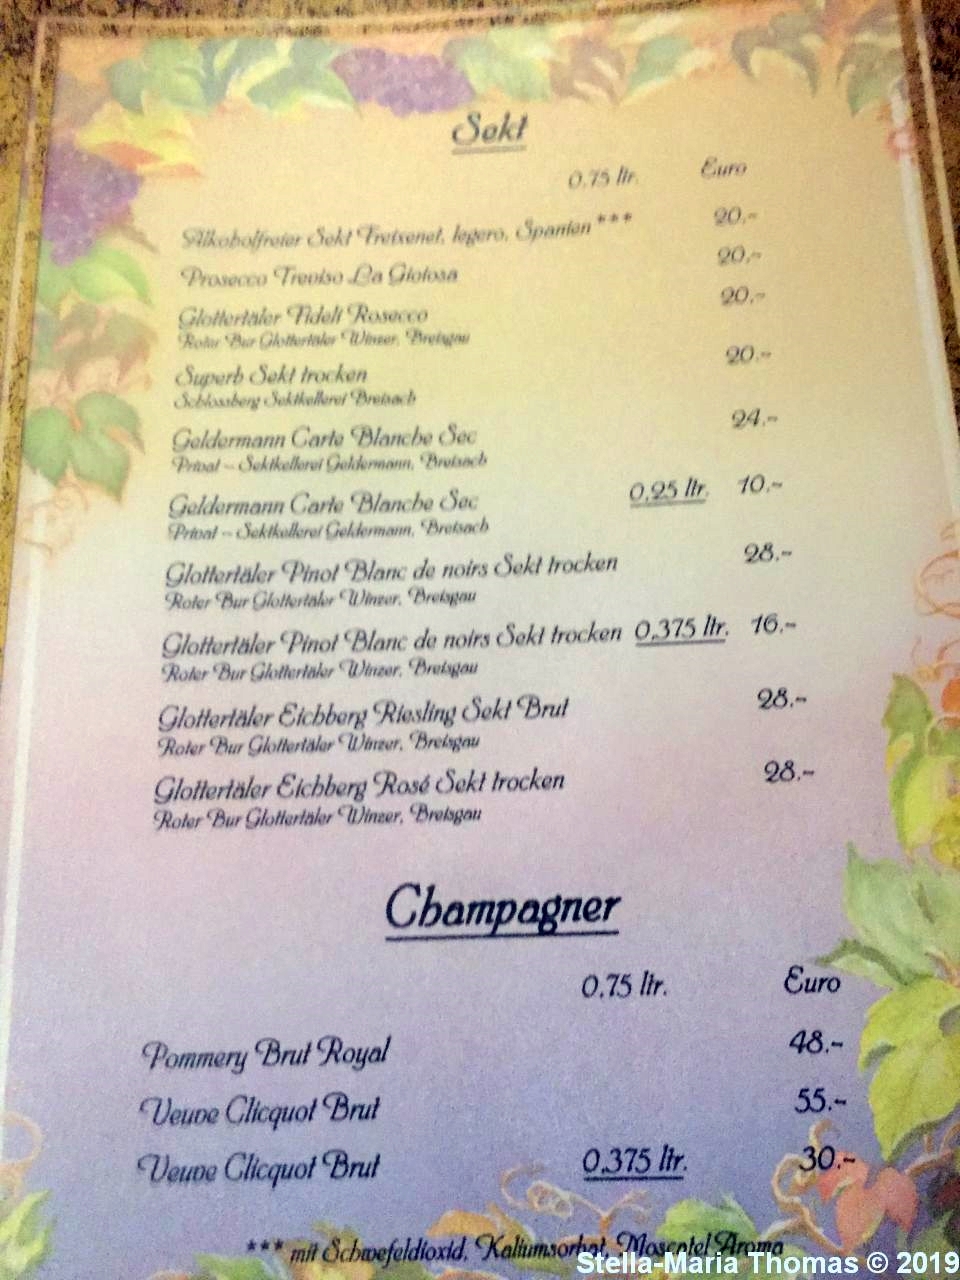 Sekt
0,75 ltr. Euro
Alkoholfreier Sekt Freixenet, legero, Spanien *** 20,-
Prosecco Treviso La Gioiosa 20,-
Glottertäler Fideli Rosecco 20,-
Roter Bur Glottertäler Winzer, Breisgau
Superb Sekt trocken 20,-
Schlossberg Sektkellerei Breisach
Geldermann Carte Blanche Sec 24,-
Privat – Sektkellerei Geldermann, Breisach
Geldermann Carte Blanche Sec 0,25 ltr. 10,-
Privat – Sektkellerei Geldermann, Breisach
Glottertäler Pinot Blanc de noirs Sekt trocken 28,-
Roter Bur Glottertäler Winzer, Breisgau
Glottertäler Pinot Blanc de noirs Sekt trocken 0,375 ltr. 16,-
Roter Bur Glottertäler Winzer, Breisgau
Glottertäler Eichberg Riesling Sekt Brut 28,-
Roter Bur Glottertäler Winzer, Breisgau
Glottertäler Eichberg Rosé Sekt trocken 28,-
Roter Bur Glottertäler Winzer, Breisgau
Champagner
0,75 ltr. Euro
Pommery Brut Royal 48,-
Veuve Clicquot Brut 55,-
Veuve Clicquot Brut 0,375 ltr. 30,-
*** mit Schwefeldioxid, Kaliumsorbat, Moscatel Aroma
Stella-Maria Thomas © 2019